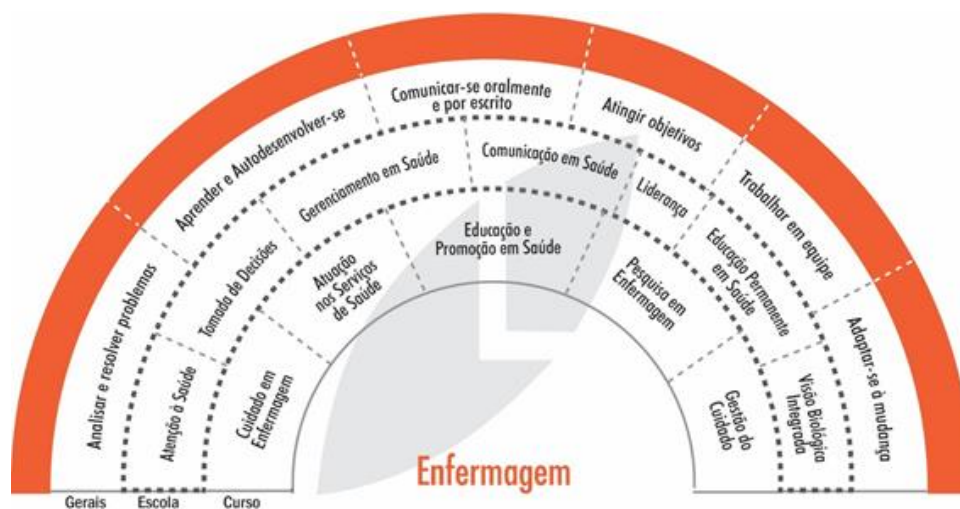 Analisar e resolver problemas
Aprender e Autodesenvolver-se
Comunicar-se oralmente
e por escrito
Atingir objetivos
Trabalhar em equipe
Adaptar-se à mudança
Atenção à Saúde
Tomada de Decisões
Gerenciamento em Saúde
Comunicação em Saúde
Liderança
Educação Permanente
em Saúde
Visão Biológica
Integrada
Cuidado em
Enfermagem
Atuação
nos Serviços
de Saúde
Educação e
Promoção em Saúde
Pesquisa em
Enfermagem
Gestão do
Cuidado
Enfermagem
Gerais
Escola
Curso